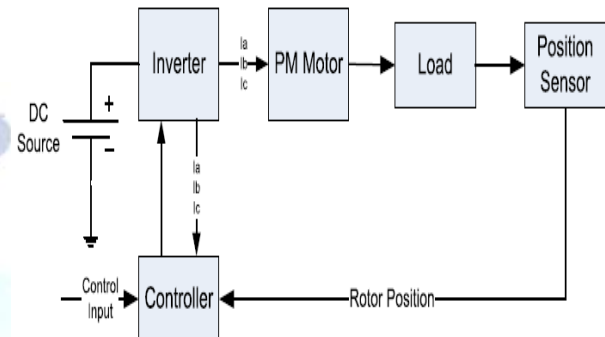 Inverter
Ia
Ib
Ic
PM Motor
Load
Position
Sensor
DC
Source
+
−
Ia
Ib
Ic
Control
Input
Controller
Rotor Position